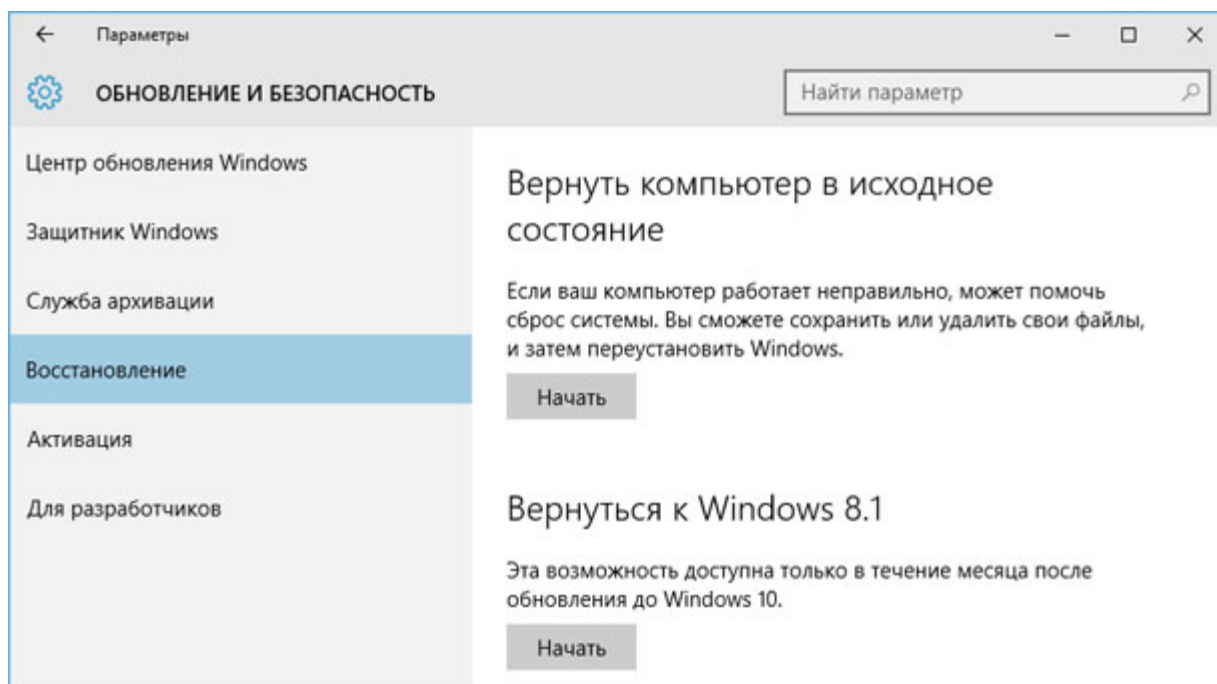 Параметры
ОБНОВЛЕНИЕ И БЕЗОПАСНОСТЬ
Найти параметр
Центр обновления Windows
Защитник Windows
Служба архивации
Восстановление
Активация
Для разработчиков
Вернуть компьютер в исходное
состояние
Если ваш компьютер работает неправильно, может помочь
сброс системы. Вы сможете сохранить или удалить свои файлы,
и затем переустановить Windows.
Начать
Вернуться к Windows 8.1
Эта возможность доступна только в течение месяца после
обновления до Windows 10.
Начать